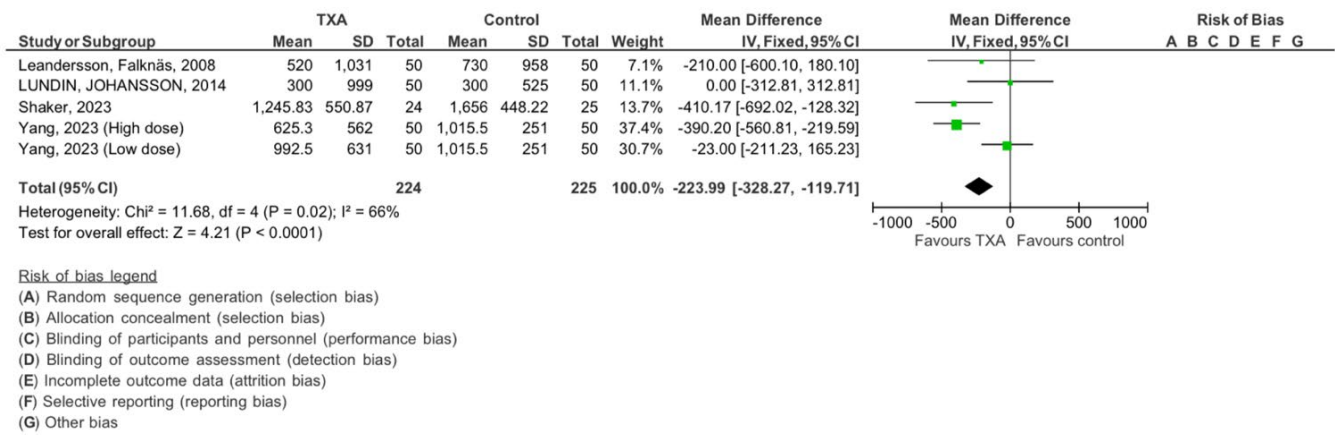 TXA Control Mean Difference Mean Difference Risk of Bias
Study or Subgroup Mean SD Total Mean SD Total Weight IV, Fixed, 95% CI IV, Fixed, 95% CI A B C D E F G
Leandersson, Falknäs, 2008 520 1,031 50 730 958 50 7.1% -210.00 [-600.10, 180.10]
LUNDIN, JOHANSSON, 2014 300 999 50 300 525 50 11.1% 0.00 [-312.81, 312.81]
Shaker, 2023 1,245.83 550.87 24 1,656 448.22 25 13.7% -410.17 [-692.02, -128.32]
Yang, 2023 (High dose) 625.3 562 50 1,015.5 251 50 37.4% -390.20 [-560.81, -219.59]
Yang, 2023 (Low dose) 992.5 631 50 1,015.5 251 50 30.7% -23.00 [-211.23, 165.23]
Total (95% CI) 224 225 100.0% -223.99 [-328.27, -119.71]
Heterogeneity: Chi² = 11.68, df = 4 (P = 0.02); I² = 66%
Test for overall effect: Z = 4.21 (P < 0.0001)
-1000 -500 0 500 1000
Favours TXA Favours control
Risk of bias legend
(A) Random sequence generation (selection bias)
(B) Allocation concealment (selection bias)
(C) Blinding of participants and personnel (performance bias)
(D) Blinding of outcome assessment (detection bias)
(E) Incomplete outcome data (attrition bias)
(F) Selective reporting (reporting bias)
(G) Other bias